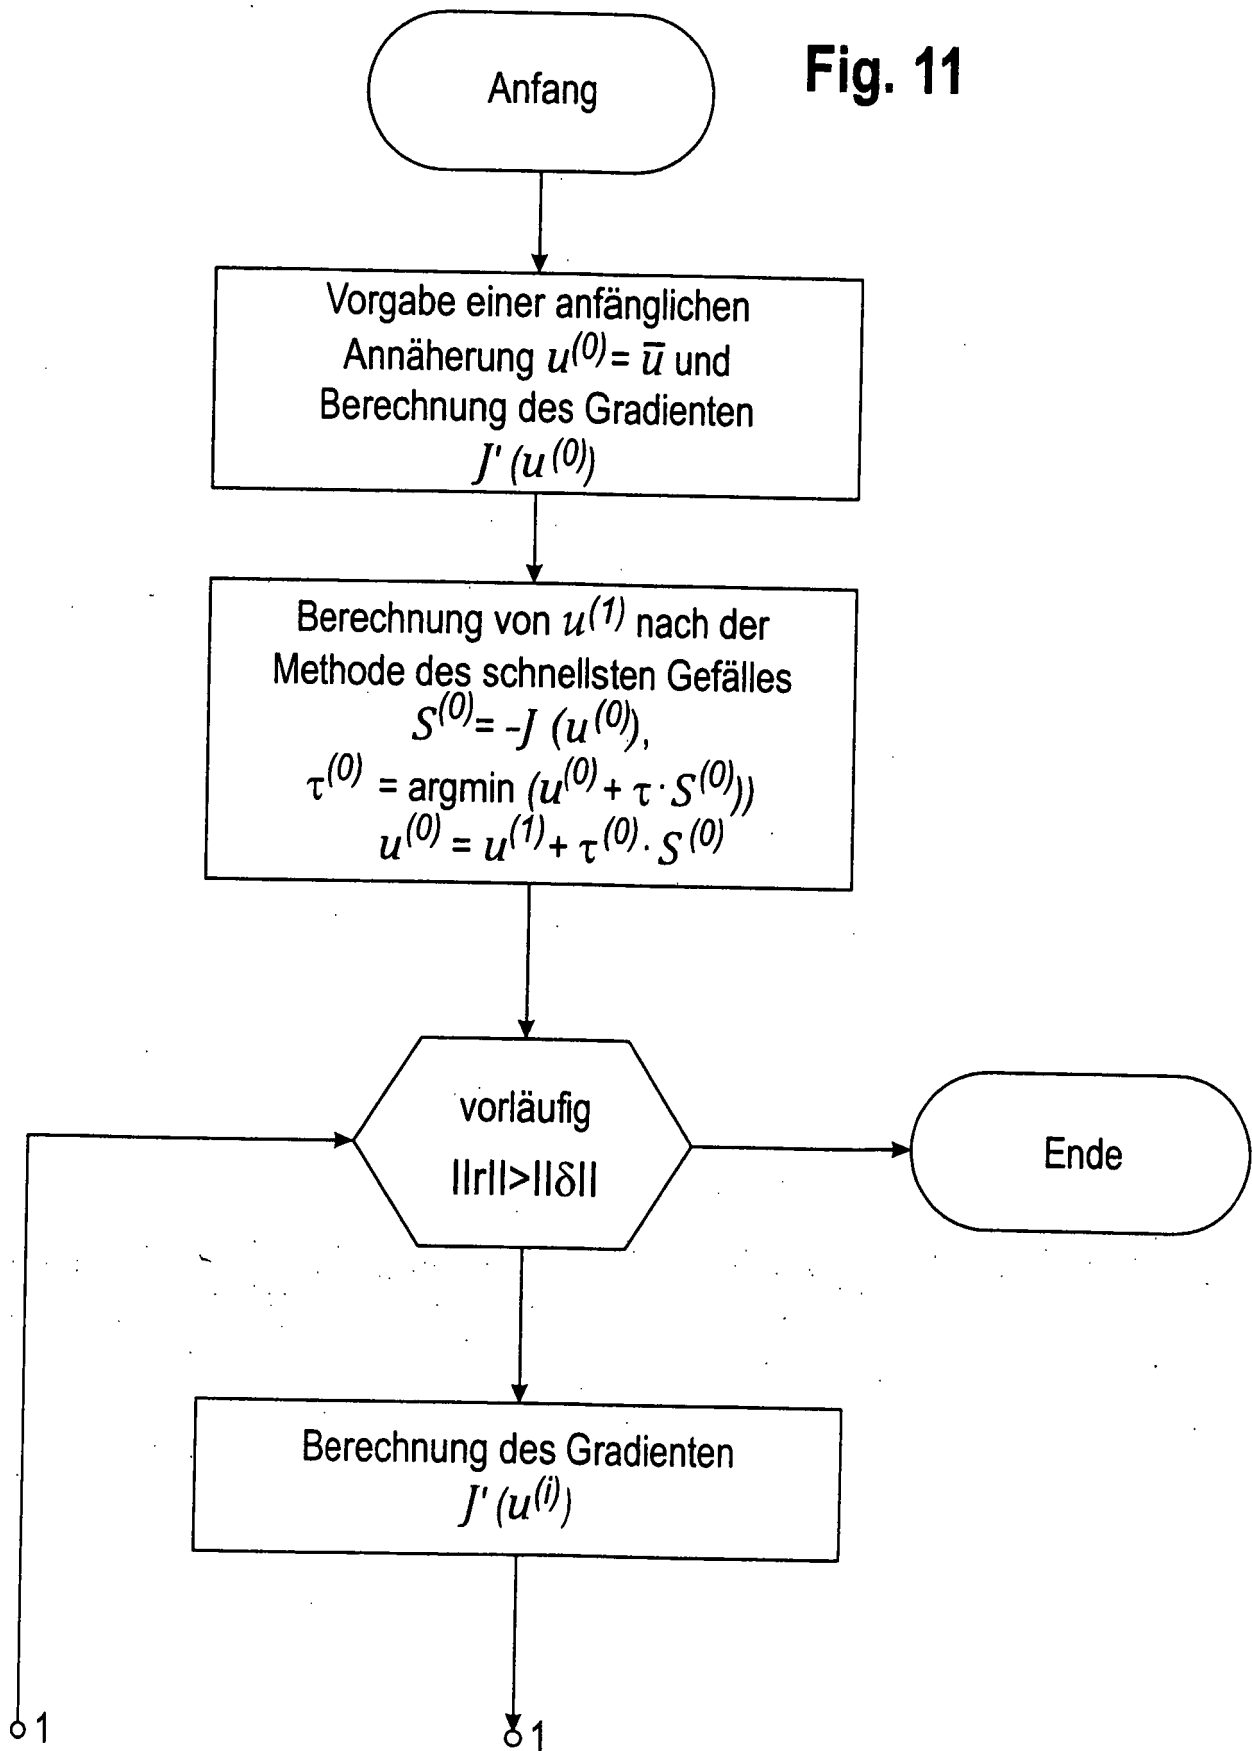 Fig. 11
Anfang
Vorgabe einer anfänglichen
Annäherung u⁽⁰⁾= ū und
Berechnung des Gradienten
J' (u⁽⁰⁾)
Berechnung von u⁽¹⁾ nach der
Methode des schnellsten Gefälles
S⁽⁰⁾= -J (u⁽⁰⁾),
τ⁽⁰⁾ = argmin (u⁽⁰⁾+ τ · S⁽⁰⁾))
u⁽⁰⁾ = u⁽¹⁾+ τ⁽⁰⁾· S⁽⁰⁾
vorläufig
||r||>||δ||
Ende
Berechnung des Gradienten
J' (u⁽ⁱ⁾)
1
1